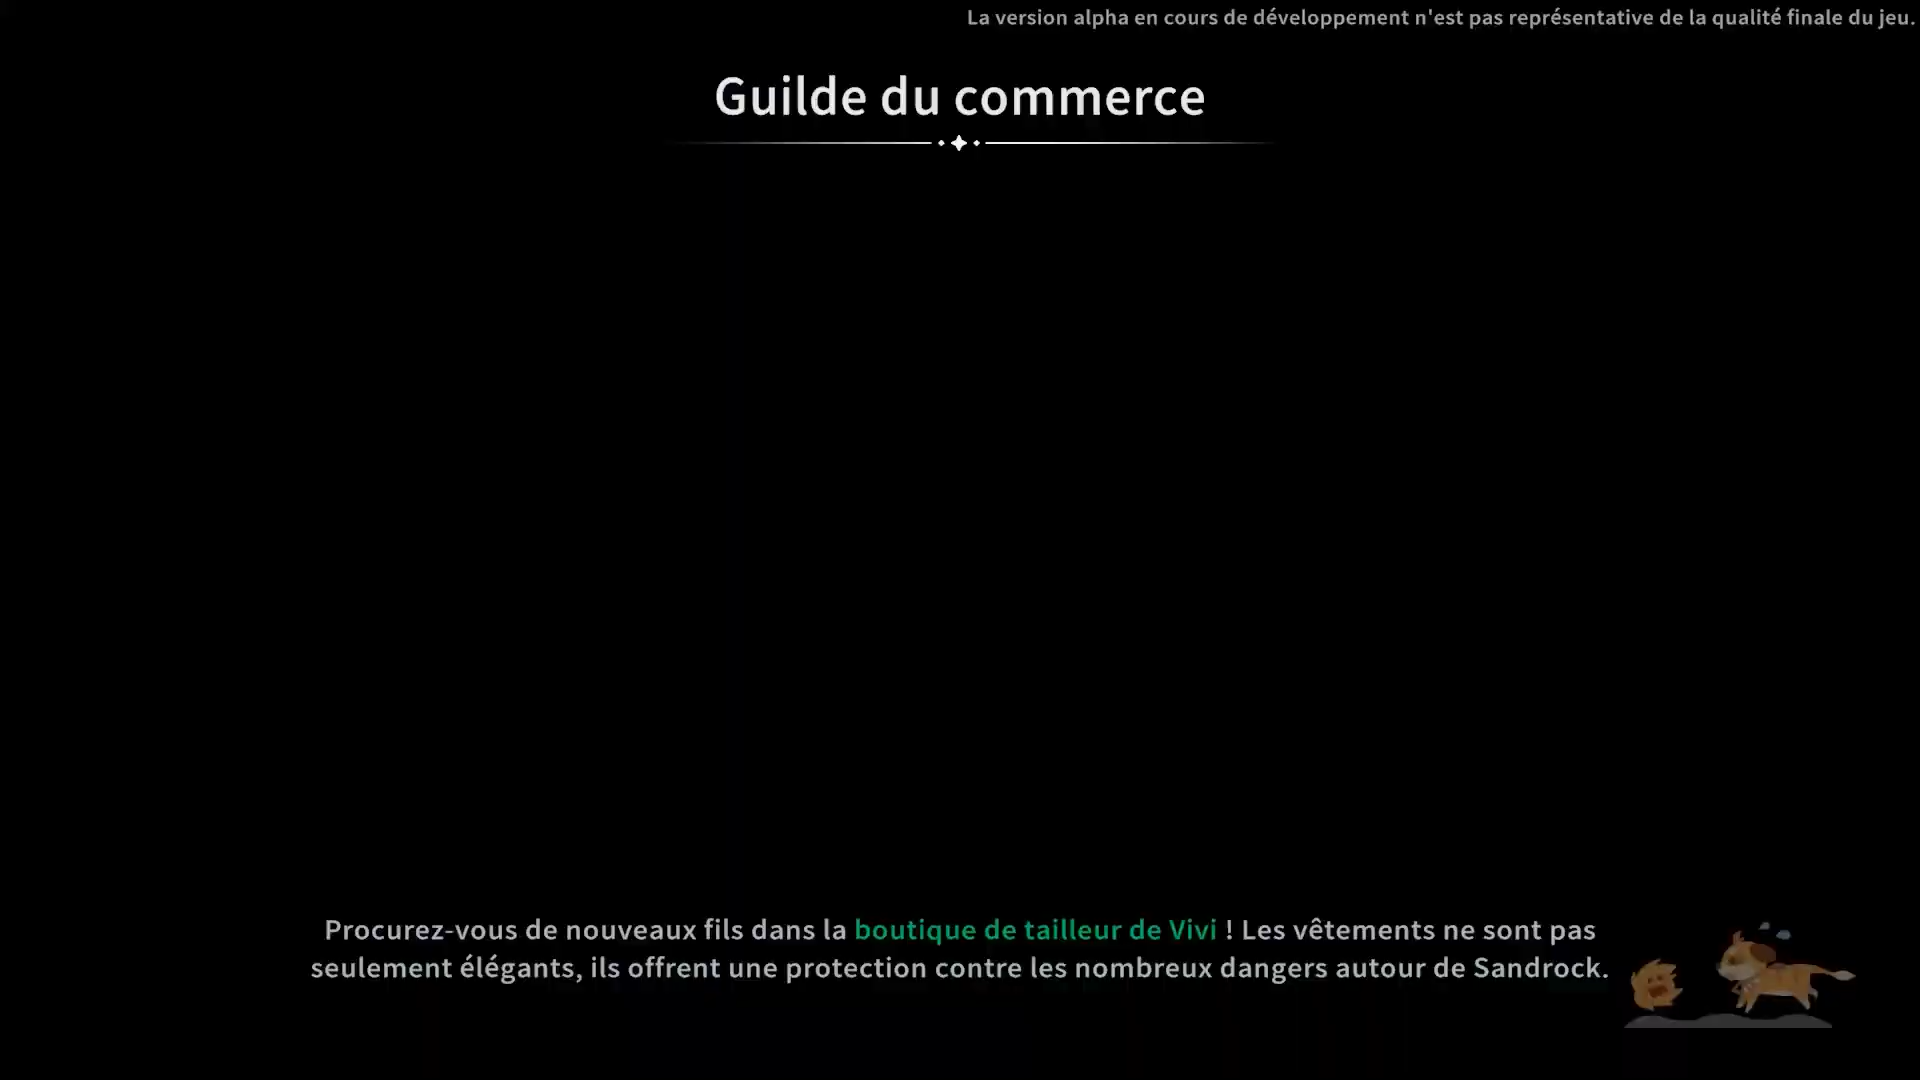 La version alpha en cours de développement n'est pas représentative de la qualité finale du jeu.
Guilde du commerce
Procurez-vous de nouveaux fils dans la boutique de tailleur de Vivi ! Les vêtements ne sont pas
seulement élégants, ils offrent une protection contre les nombreux dangers autour de Sandrock.